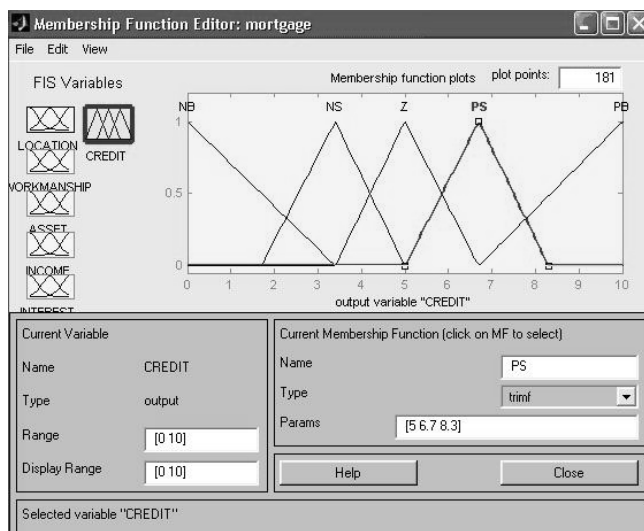 Membership Function Editor: mortgage
File Edit View
FIS Variables
Membership function plots plot points: 181
NB NS Z PS PB
1
0.5
0
0 1 2 3 4 5 6 7 8 9 10
output variable "CREDIT"
LOCATION
CREDIT
WORKMANSHIP
ASSET
INCOME
INTEREST
Current Variable
Name CREDIT
Type output
Range [0 10]
Display Range [0 10]
Current Membership Function (click on MF to select)
Name PS
Type trimf
Params [5 6.7 8.3]
Help Close
Selected variable "CREDIT"